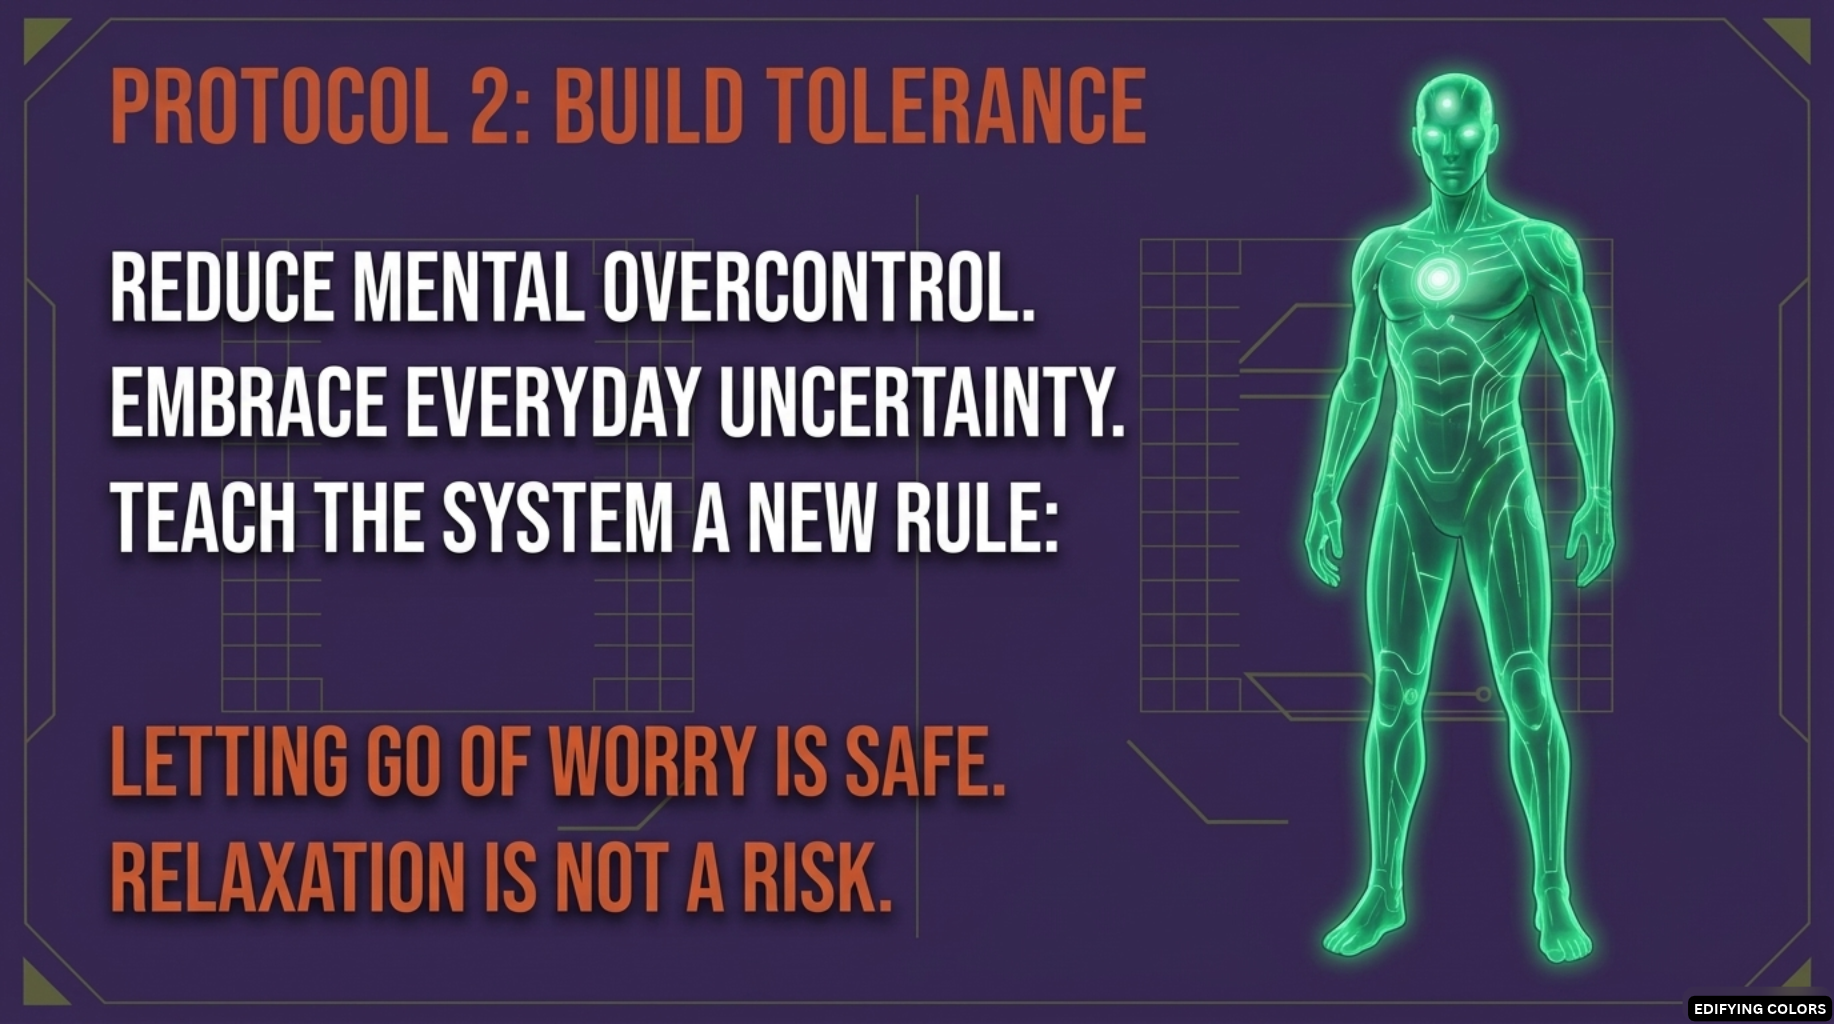 PROTOCOL 2: BUILD TOLERANCE
REDUCE MENTAL OVERCONTROL.
EMBRACE EVERYDAY UNCERTAINTY.
TEACH THE SYSTEM A NEW RULE:
LETTING GO OF WORRY IS SAFE.
RELAXATION IS NOT A RISK.
EDIFYING COLORS